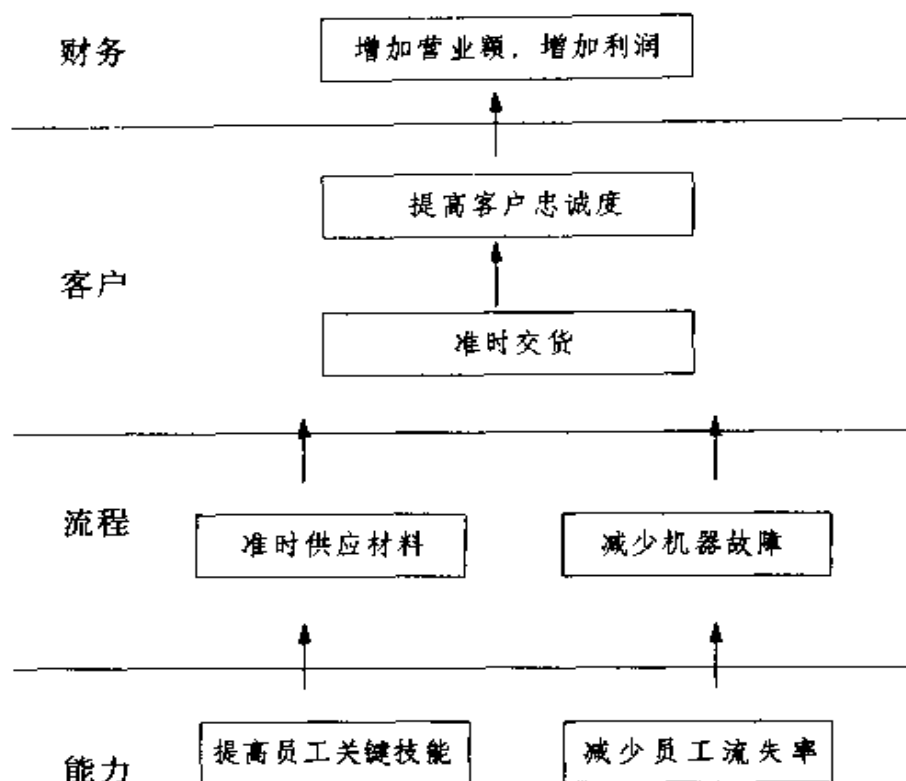 财务
增加营业额，增加利润
提高客户忠诚度
客户
准时交货
流程
准时供应材料
减少机器故障
提高员工关键技能
减少员工流失率
能力